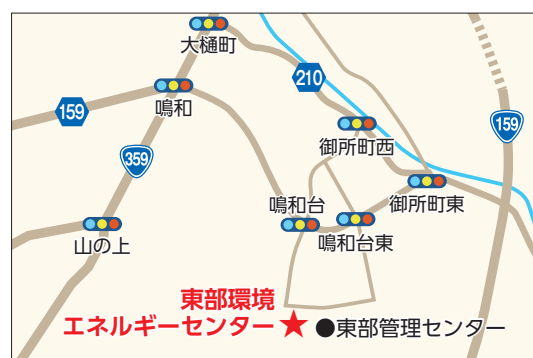 大樋町
210
159
鳴和
159
御所町西
359
御所町東
鳴和台
鳴和台東
山の上
東部環境
エネルギーセンター ★ ●東部管理センター